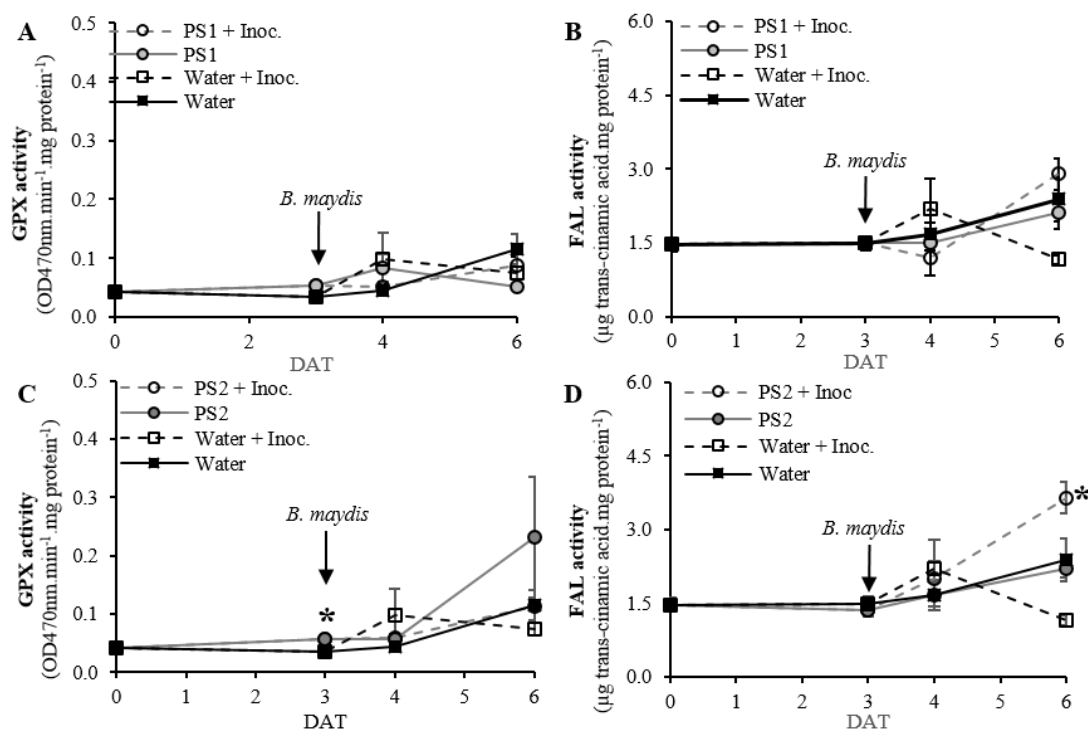 A
PS1 + Inoc.
PS1
Water + Inoc.
Water
GPX activity
(OD470nm.min-1.mg protein-1)
0.5
0.4
0.3
0.2
0.1
0.0
B. maydis
0 1 2 3 4 5 6
DAT
B
PS1 + Inoc.
PS1
Water + Inoc.
Water
FAL activity
(µg trans-cinamic acid.mg protein-1)
6.0
4.5
3.0
1.5
0.0
B. maydis
0 1 2 3 4 5 6
DAT
C
PS2 + Inoc.
PS2
Water + Inoc.
Water
GPX activity
(OD470nm.min-1.mg protein-1)
0.5
0.4
0.3
0.2
0.1
0.0
B. maydis
*
0 1 2 3 4 5 6
DAT
D
PS2 + Inoc
PS2
Water + Inoc.
Water
FAL activity
(µg trans-cinamic acid.mg protein-1)
6.0
4.5
3.0
1.5
0.0
B. maydis
*
0 1 2 3 4 5 6
DAT